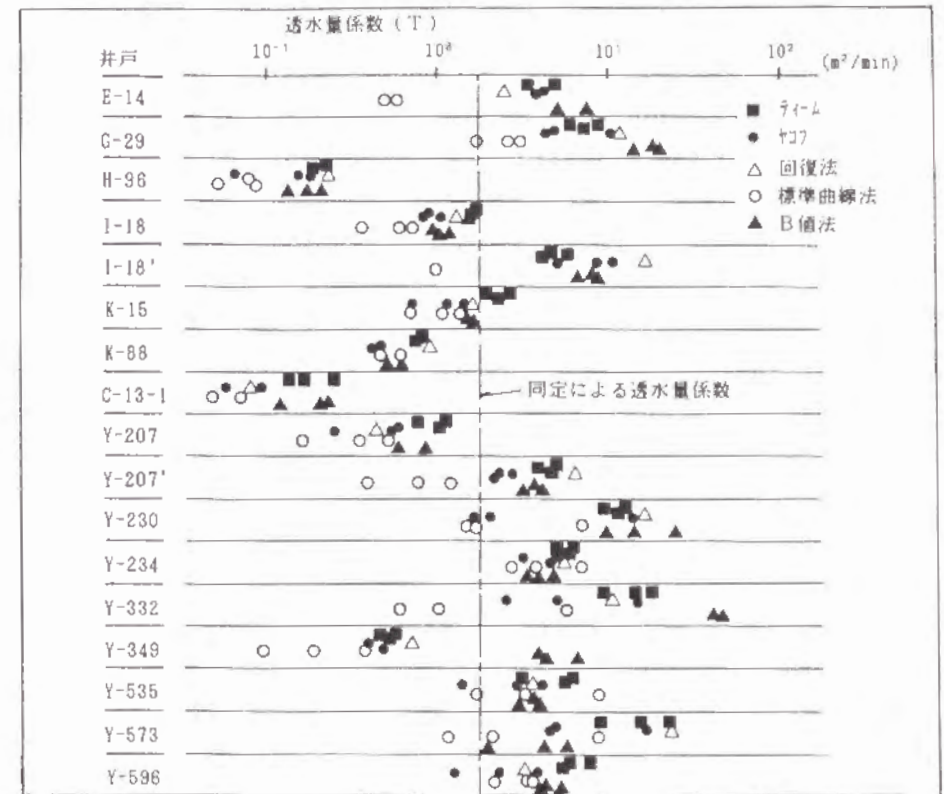 透水量係数(T)
井戸
10⁻¹ 10⁰ 10¹ 10² (m²/min)
E-14
G-29
H-96
I-18
I-18'
K-15
K-88
C-13-1
Y-207
Y-207'
Y-230
Y-234
Y-332
Y-349
Y-535
Y-573
Y-596
■ ティーム
● ヤコブ
△ 回復法
○ 標準曲線法
▲ B値法
同定による透水量係数